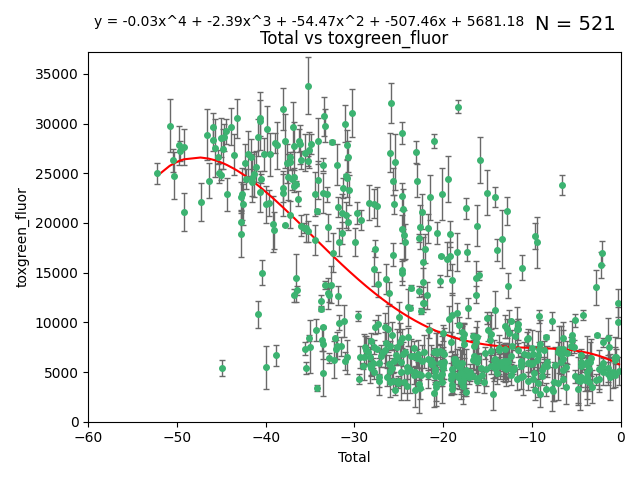 y = -0.03x^4 + -2.39x^3 + -54.47x^2 + -507.46x + 5681.18 N = 521
Total vs toxgreen_fluor
35000
30000
25000
20000
15000
10000
5000
0
toxgreen_fluor
−60 −50 −40 −30 −20 −10 0
Total